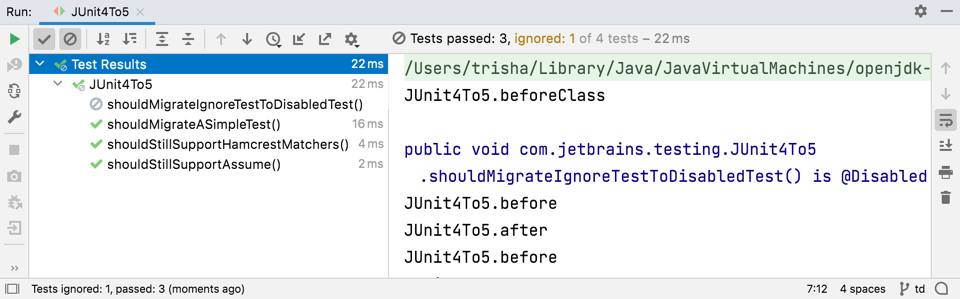 Run: JUnit4To5
Tests passed: 3, ignored: 1 of 4 tests – 22 ms
Test Results 22 ms
JUnit4To5 22 ms
shouldMigrateIgnoreTestToDisabledTest()
shouldMigrateASimpleTest() 16 ms
shouldStillSupportHamcrestMatchers() 4 ms
shouldStillSupportAssume() 2 ms
/Users/trisha/Library/Java/JavaVirtualMachines/openjdk-
JUnit4To5.beforeClass
public void com.jetbrains.testing.JUnit4To5
.shouldMigrateIgnoreTestToDisabledTest() is @Disabled
JUnit4To5.before
JUnit4To5.after
JUnit4To5.before
Tests ignored: 1, passed: 3 (moments ago) 7:12 4 spaces td